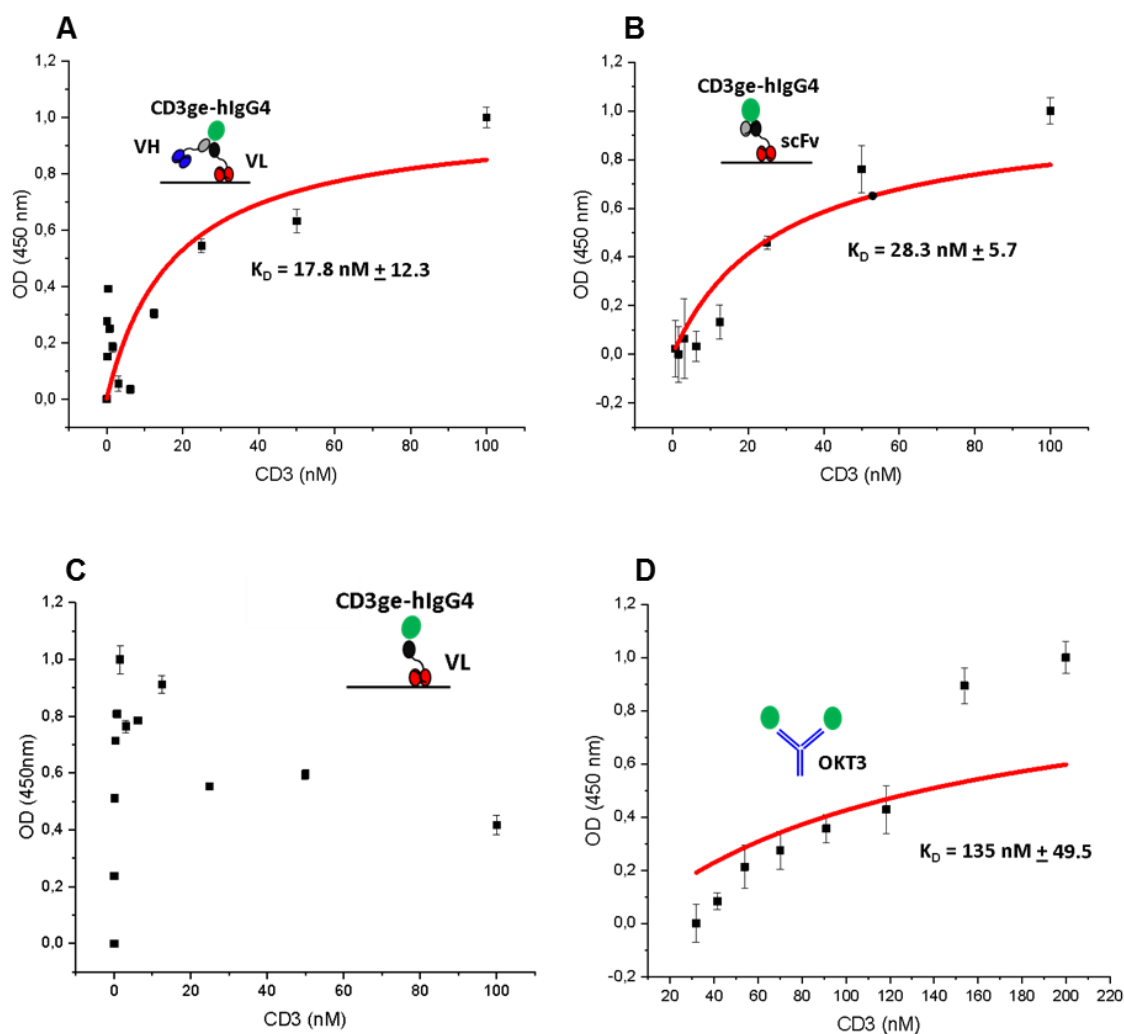 A
1,2
1,0
0,8
0,6
0,4
0,2
0,0
OD (450 nm)
CD3ge-hIgG4
VH
VL
K_D = 17.8 nM ± 12.3
0 20 40 60 80 100
CD3 (nM)
B
1,2
1,0
0,8
0,6
0,4
0,2
0,0
-0,2
OD (450 nm)
CD3ge-hIgG4
scFv
K_D = 28.3 nM ± 5.7
0 20 40 60 80 100
CD3 (nM)
C
1,2
1,0
0,8
0,6
0,4
0,2
0,0
OD (450nm)
CD3ge-hIgG4
VL
0 20 40 60 80 100
CD3 (nM)
D
1,2
1,0
0,8
0,6
0,4
0,2
0,0
-0,2
OD (450 nm)
OKT3
K_D = 135 nM ± 49.5
20 40 60 80 100 120 140 160 180 200 220
CD3 (nM)